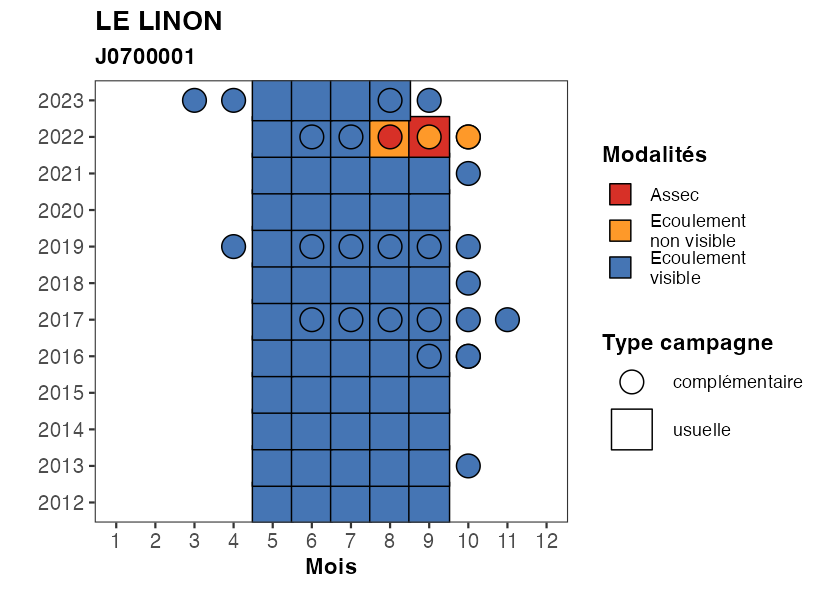 LE LINON
J0700001
2023
2022
2021
2020
2019
2018
2017
2016
2015
2014
2013
2012
1 2 3 4 5 6 7 8 9 10 11 12
Mois
Modalités
Assec
Ecoulement
non visible
Ecoulement
visible
Type campagne
complémentaire
usuelle